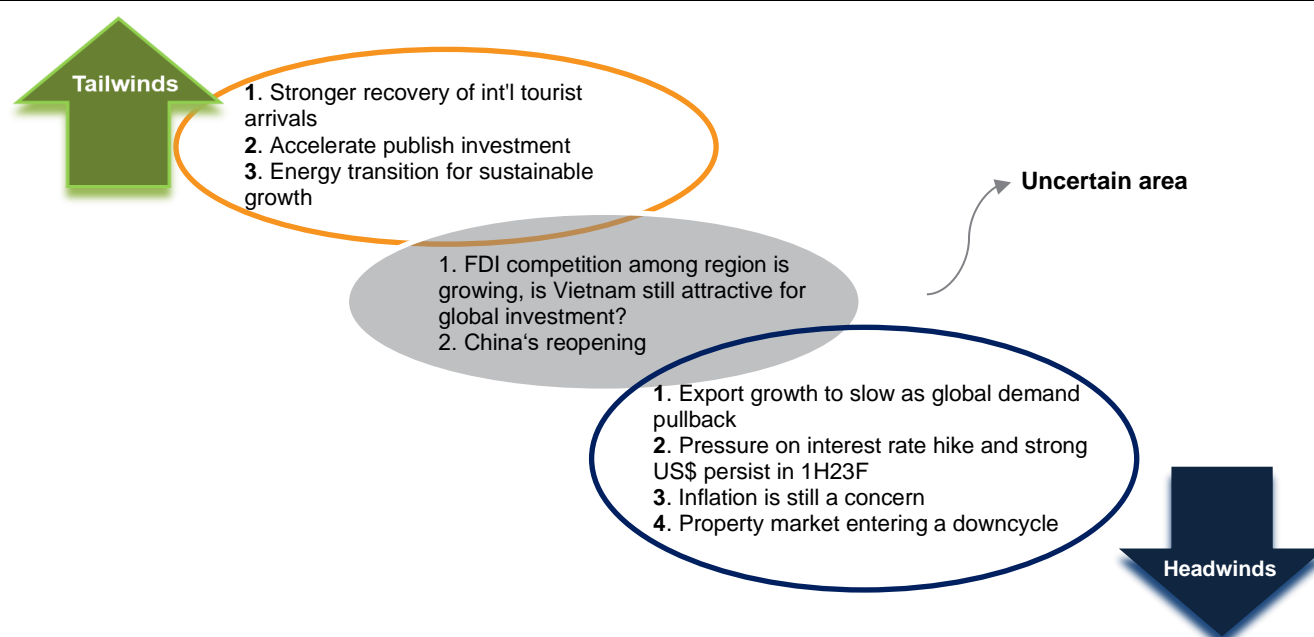 Tailwinds
1. Stronger recovery of int'l tourist
arrivals
2. Accelerate publish investment
3. Energy transition for sustainable
growth
Uncertain area
1. FDI competition among region is
growing, is Vietnam still attractive for
global investment?
2. China‘s reopening
1. Export growth to slow as global demand
pullback
2. Pressure on interest rate hike and strong
US$ persist in 1H23F
3. Inflation is still a concern
4. Property market entering a downcycle
Headwinds